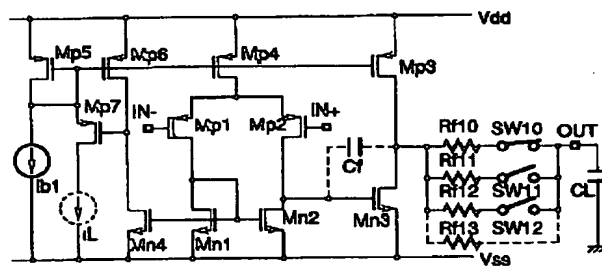 Vdd
Mp5
Mp6
Mp4
Mp3
Mp7
IN-
Mp1
Mp2
IN+
Cf
Rf10
SW10
OUT
Rf11
Rf12
SW11
CL
Rf13
SW12
Ib1
iL
Mn4
Mn1
Mn2
Mn3
Vss